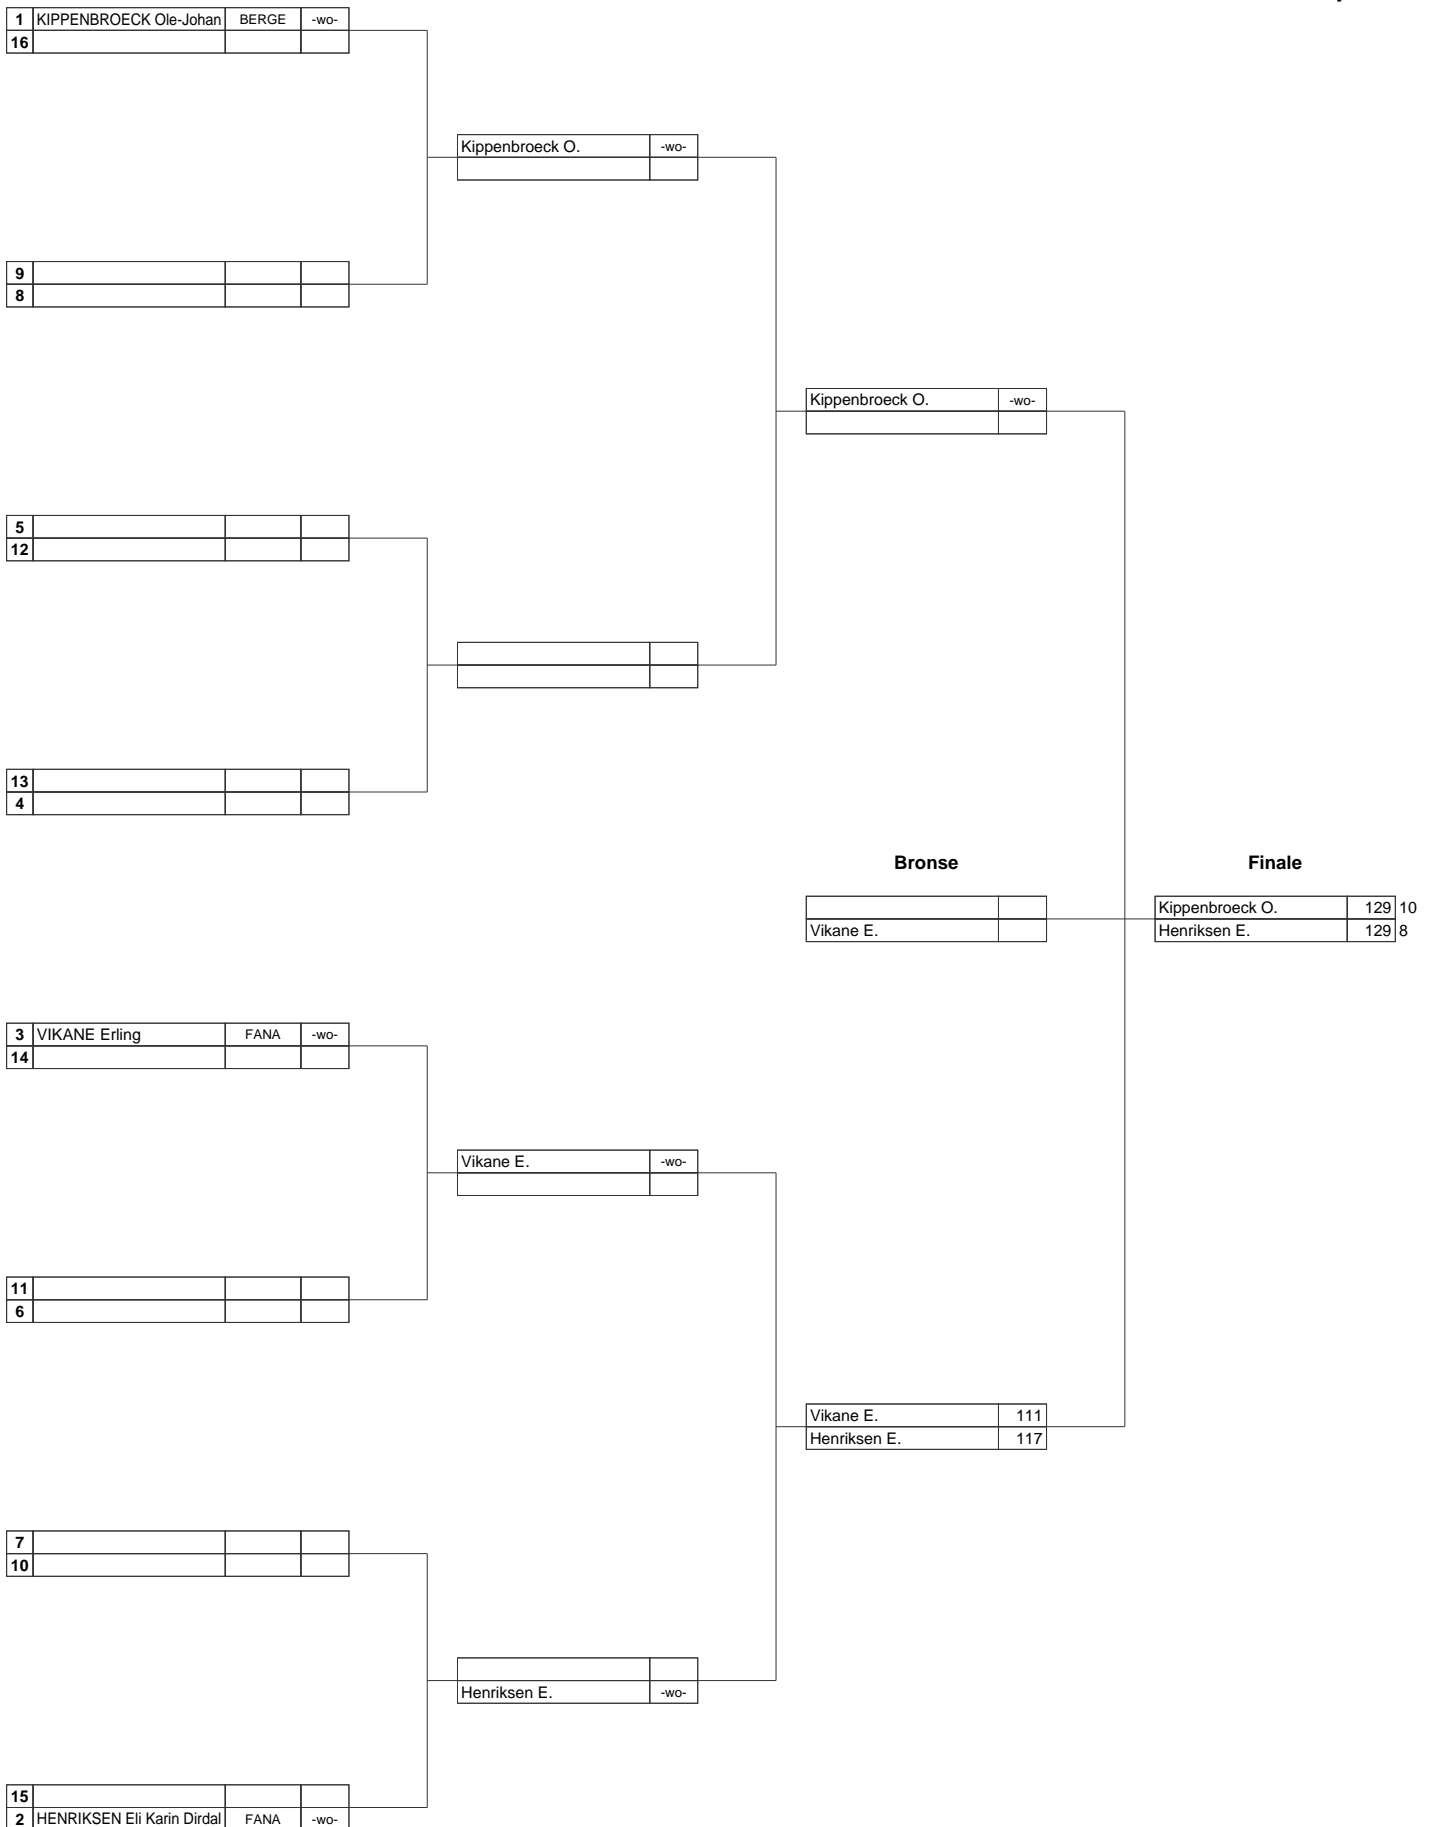 1 KIPPENBROECK Ole-Johan BERGE -wo-
16
Kippenbroeck O. -wo-
9
8
Kippenbroeck O. -wo-
5
12
13
4
Bronse Finale
Kippenbroeck O. 129 10
Vikane E. Henriksen E. 129 8
3 VIKANE Erling FANA -wo-
14
Vikane E. -wo-
11
6
Vikane E. 111
Henriksen E. 117
7
10
Henriksen E. -wo-
15
2 HENRIKSEN Eli Karin Dirdal FANA -wo-